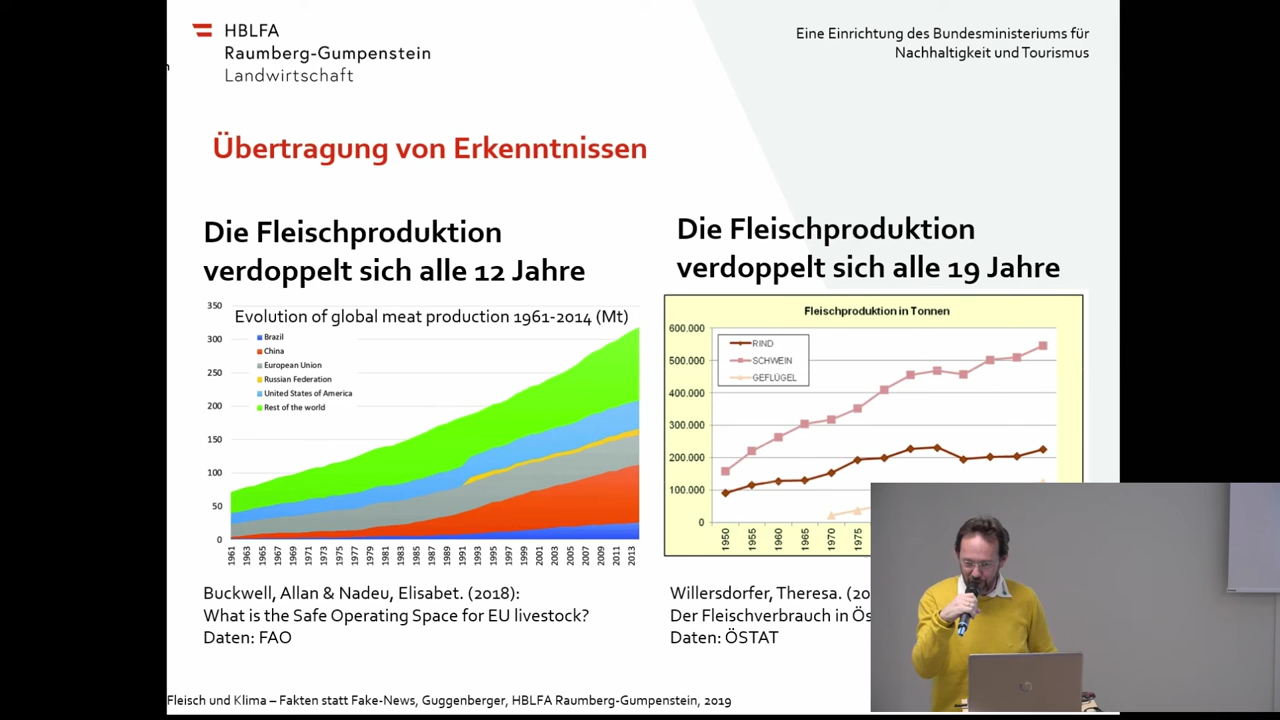 HBLFA
Raumberg-Gumpenstein
Landwirtschaft
Eine Einrichtung des Bundesministeriums für
Nachhaltigkeit und Tourismus
Übertragung von Erkenntnissen
Die Fleischproduktion
verdoppelt sich alle 12 Jahre
Evolution of global meat production 1961-2014 (Mt)
350
300
250
200
150
100
50
0
Brazil
China
European Union
Russian Federation
United States of America
Rest of the world
1961
1963
1965
1967
1969
1971
1973
1975
1977
1979
1981
1983
1985
1987
1989
1991
1993
1995
1997
1999
2001
2003
2005
2007
2009
2011
2013
Buckwell, Allan & Nadeu, Elisabet. (2018):
What is the Safe Operating Space for EU livestock?
Daten: FAO
Die Fleischproduktion
verdoppelt sich alle 19 Jahre
Fleischproduktion in Tonnen
600.000
500.000
400.000
300.000
200.000
100.000
0
RIND
SCHWEIN
GEFLÜGEL
1950
1955
1960
1965
1970
1975
Willersdorfer, Theresa. (20
Der Fleischverbrauch in Ös
Daten: ÖSTAT
Fleisch und Klima – Fakten statt Fake-News, Guggenberger, HBLFA Raumberg-Gumpenstein, 2019